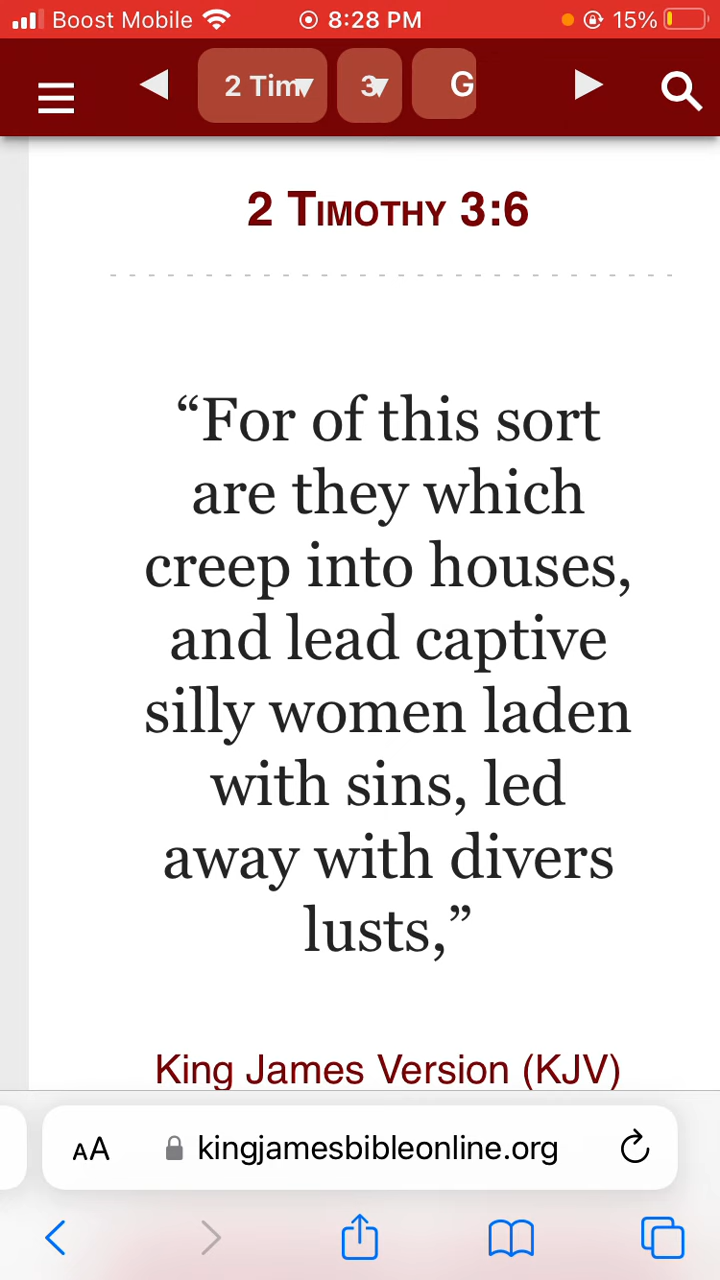 Boost Mobile 8:28 PM 15%
2 Tim 3 G
2 Timothy 3:6
“For of this sort
are they which
creep into houses,
and lead captive
silly women laden
with sins, led
away with divers
lusts,”
King James Version (KJV)
AA kingjamesbibleonline.org